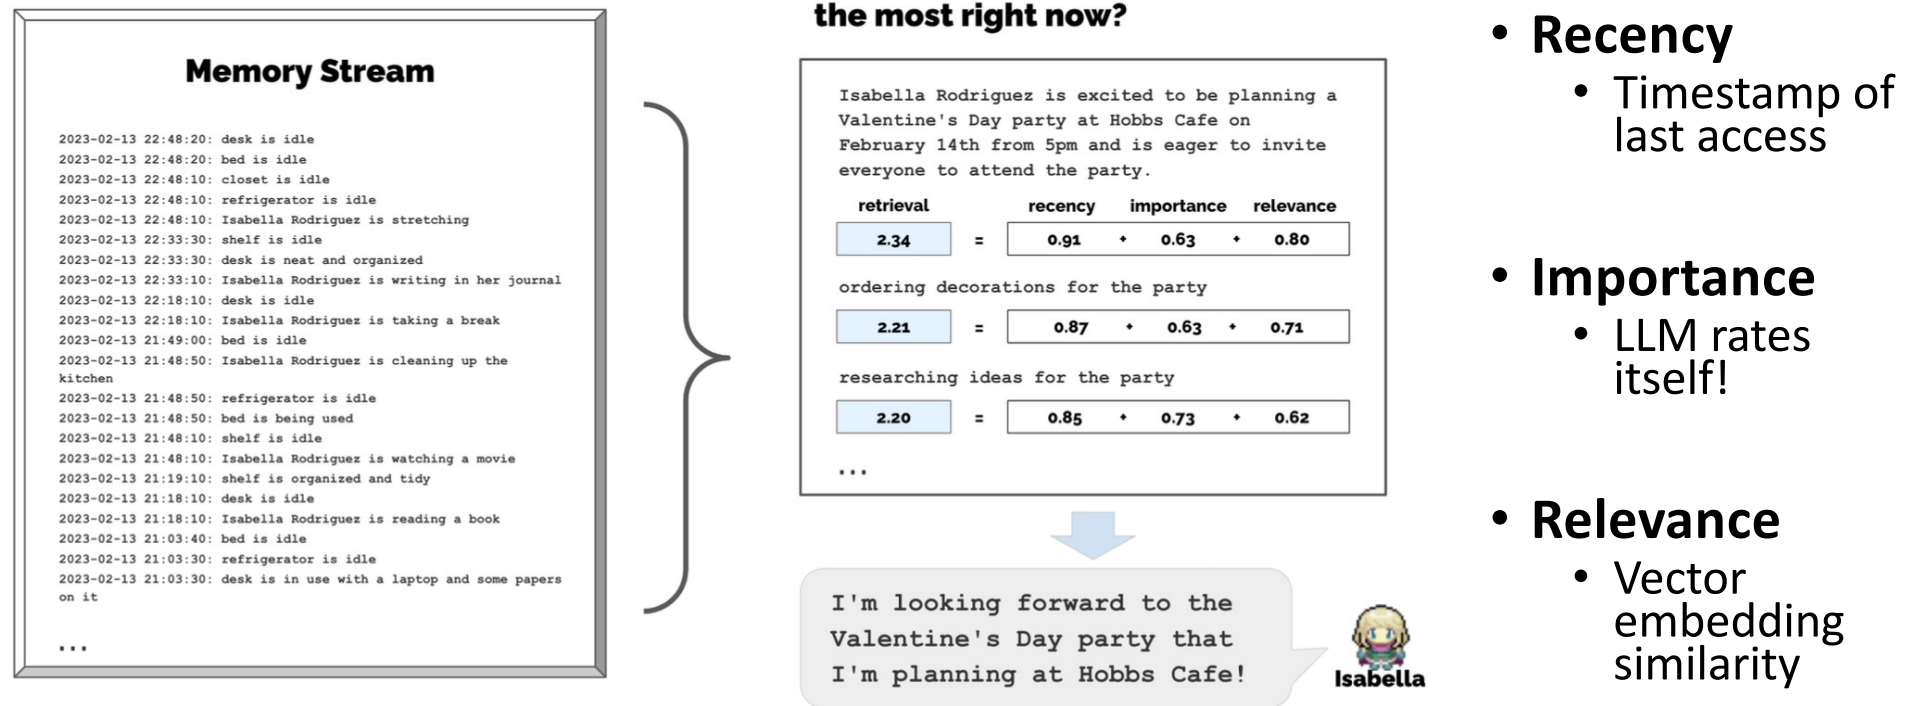 Memory Stream
2023-02-13 22:48:20: desk is idle
2023-02-13 22:48:20: bed is idle
2023-02-13 22:48:10: closet is idle
2023-02-13 22:48:10: refrigerator is idle
2023-02-13 22:48:10: Isabella Rodriguez is stretching
2023-02-13 22:33:30: shelf is idle
2023-02-13 22:33:30: desk is neat and organized
2023-02-13 22:33:10: Isabella Rodriguez is writing in her journal
2023-02-13 22:18:10: desk is idle
2023-02-13 22:18:10: Isabella Rodriguez is taking a break
2023-02-13 21:49:00: bed is idle
2023-02-13 21:48:50: Isabella Rodriguez is cleaning up the
kitchen
2023-02-13 21:48:50: refrigerator is idle
2023-02-13 21:48:50: bed is being used
2023-02-13 21:48:10: shelf is idle
2023-02-13 21:48:10: Isabella Rodriguez is watching a movie
2023-02-13 21:19:10: shelf is organized and tidy
2023-02-13 21:18:10: desk is idle
2023-02-13 21:18:10: Isabella Rodriguez is reading a book
2023-02-13 21:03:40: bed is idle
2023-02-13 21:03:30: refrigerator is idle
2023-02-13 21:03:30: desk is in use with a laptop and some papers
on it
...
the most right now?
Isabella Rodriguez is excited to be planning a
Valentine's Day party at Hobbs Cafe on
February 14th from 5pm and is eager to invite
everyone to attend the party.
retrieval recency importance relevance
2.34 = 0.91 + 0.63 + 0.80
ordering decorations for the party
2.21 = 0.87 + 0.63 + 0.71
researching ideas for the party
2.20 = 0.85 + 0.73 + 0.62
...
I'm looking forward to the
Valentine's Day party that
I'm planning at Hobbs Cafe!
Isabella
• Recency
• Timestamp of
last access
• Importance
• LLM rates
itself!
• Relevance
• Vector
embedding
similarity